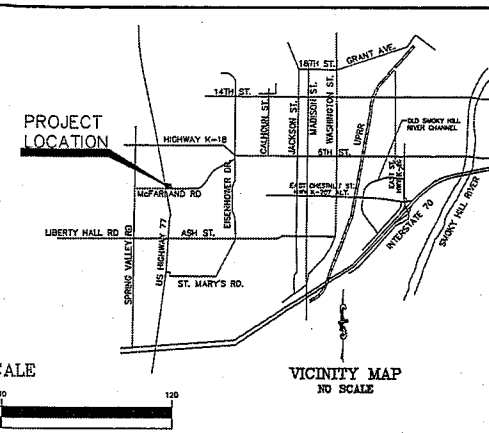 18TH ST.
GRANT AVE.
14TH ST.
CALHOUN ST.
JACKSON ST.
MADISON ST.
WASHINGTON ST.
UPRR
OLD SMOKY HILL
RIVER CHANNEL
PROJECT
LOCATION
HIGHWAY K-18
6TH ST.
EISENHOWER DR.
McFARLAND RD
EAST CHESTNUT ST.
HWY K-207 ALT.
EAST ST.
INTERSTATE 70
SMOKY HILL RIVER
LIBERTY HALL RD
ASH ST.
SPRING VALLEY RD
US HIGHWAY 77
ST. MARY'S RD.
CALE
VICINITY MAP
NO SCALE
120